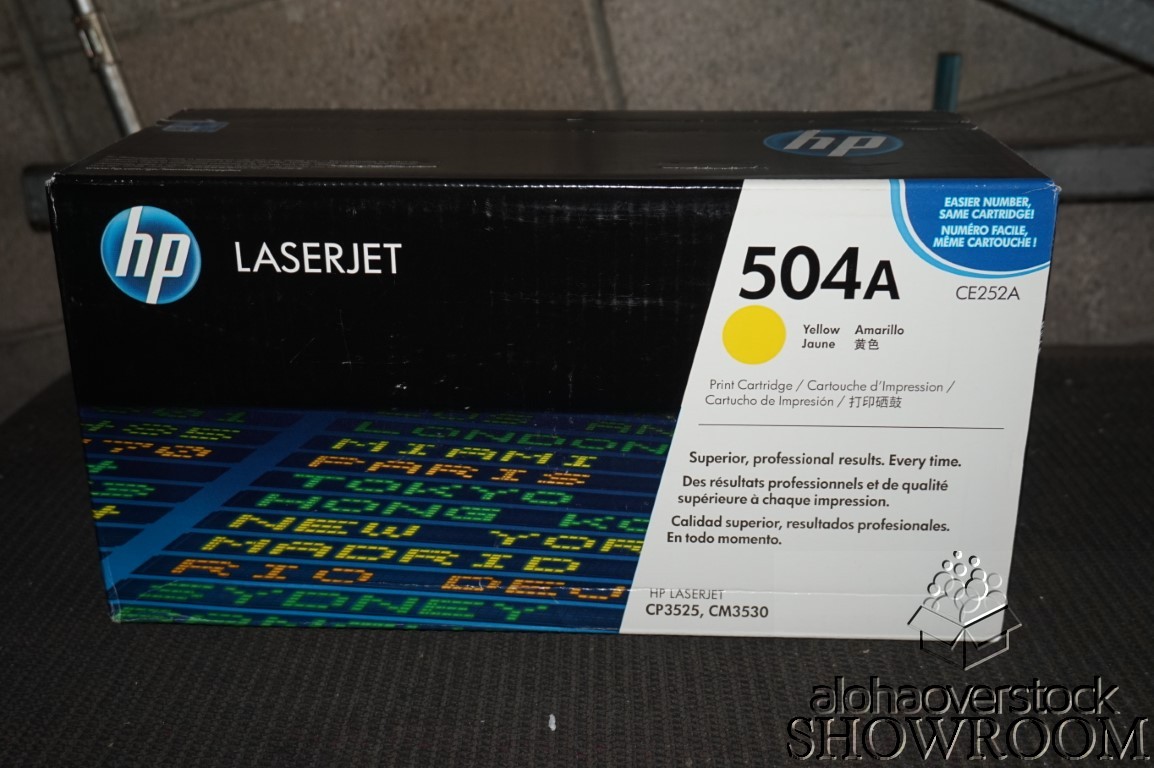 hp
hp
LASERJET
EASIER NUMBER,
SAME CARTRIDGE!
NUMÉRO FACILE,
MÊME CARTOUCHE !
504A
CE252A
Yellow Amarillo
Jaune 黄色
Print Cartridge / Cartouche d'Impression /
Cartucho de Impresión / 打印硒鼓
Superior, professional results. Every time.
Des résultats professionnels et de qualité
supérieure à chaque impression.
Calidad superior, resultados profesionales.
En todo momento.
HP LASERJET
CP3525, CM3530
LONDON
MIAMI
PARIS
TOKYO
HONG KO
NEW YOR
MADRID
RIO DE
SYDNEY
alohaoverstock
SHOWROOM